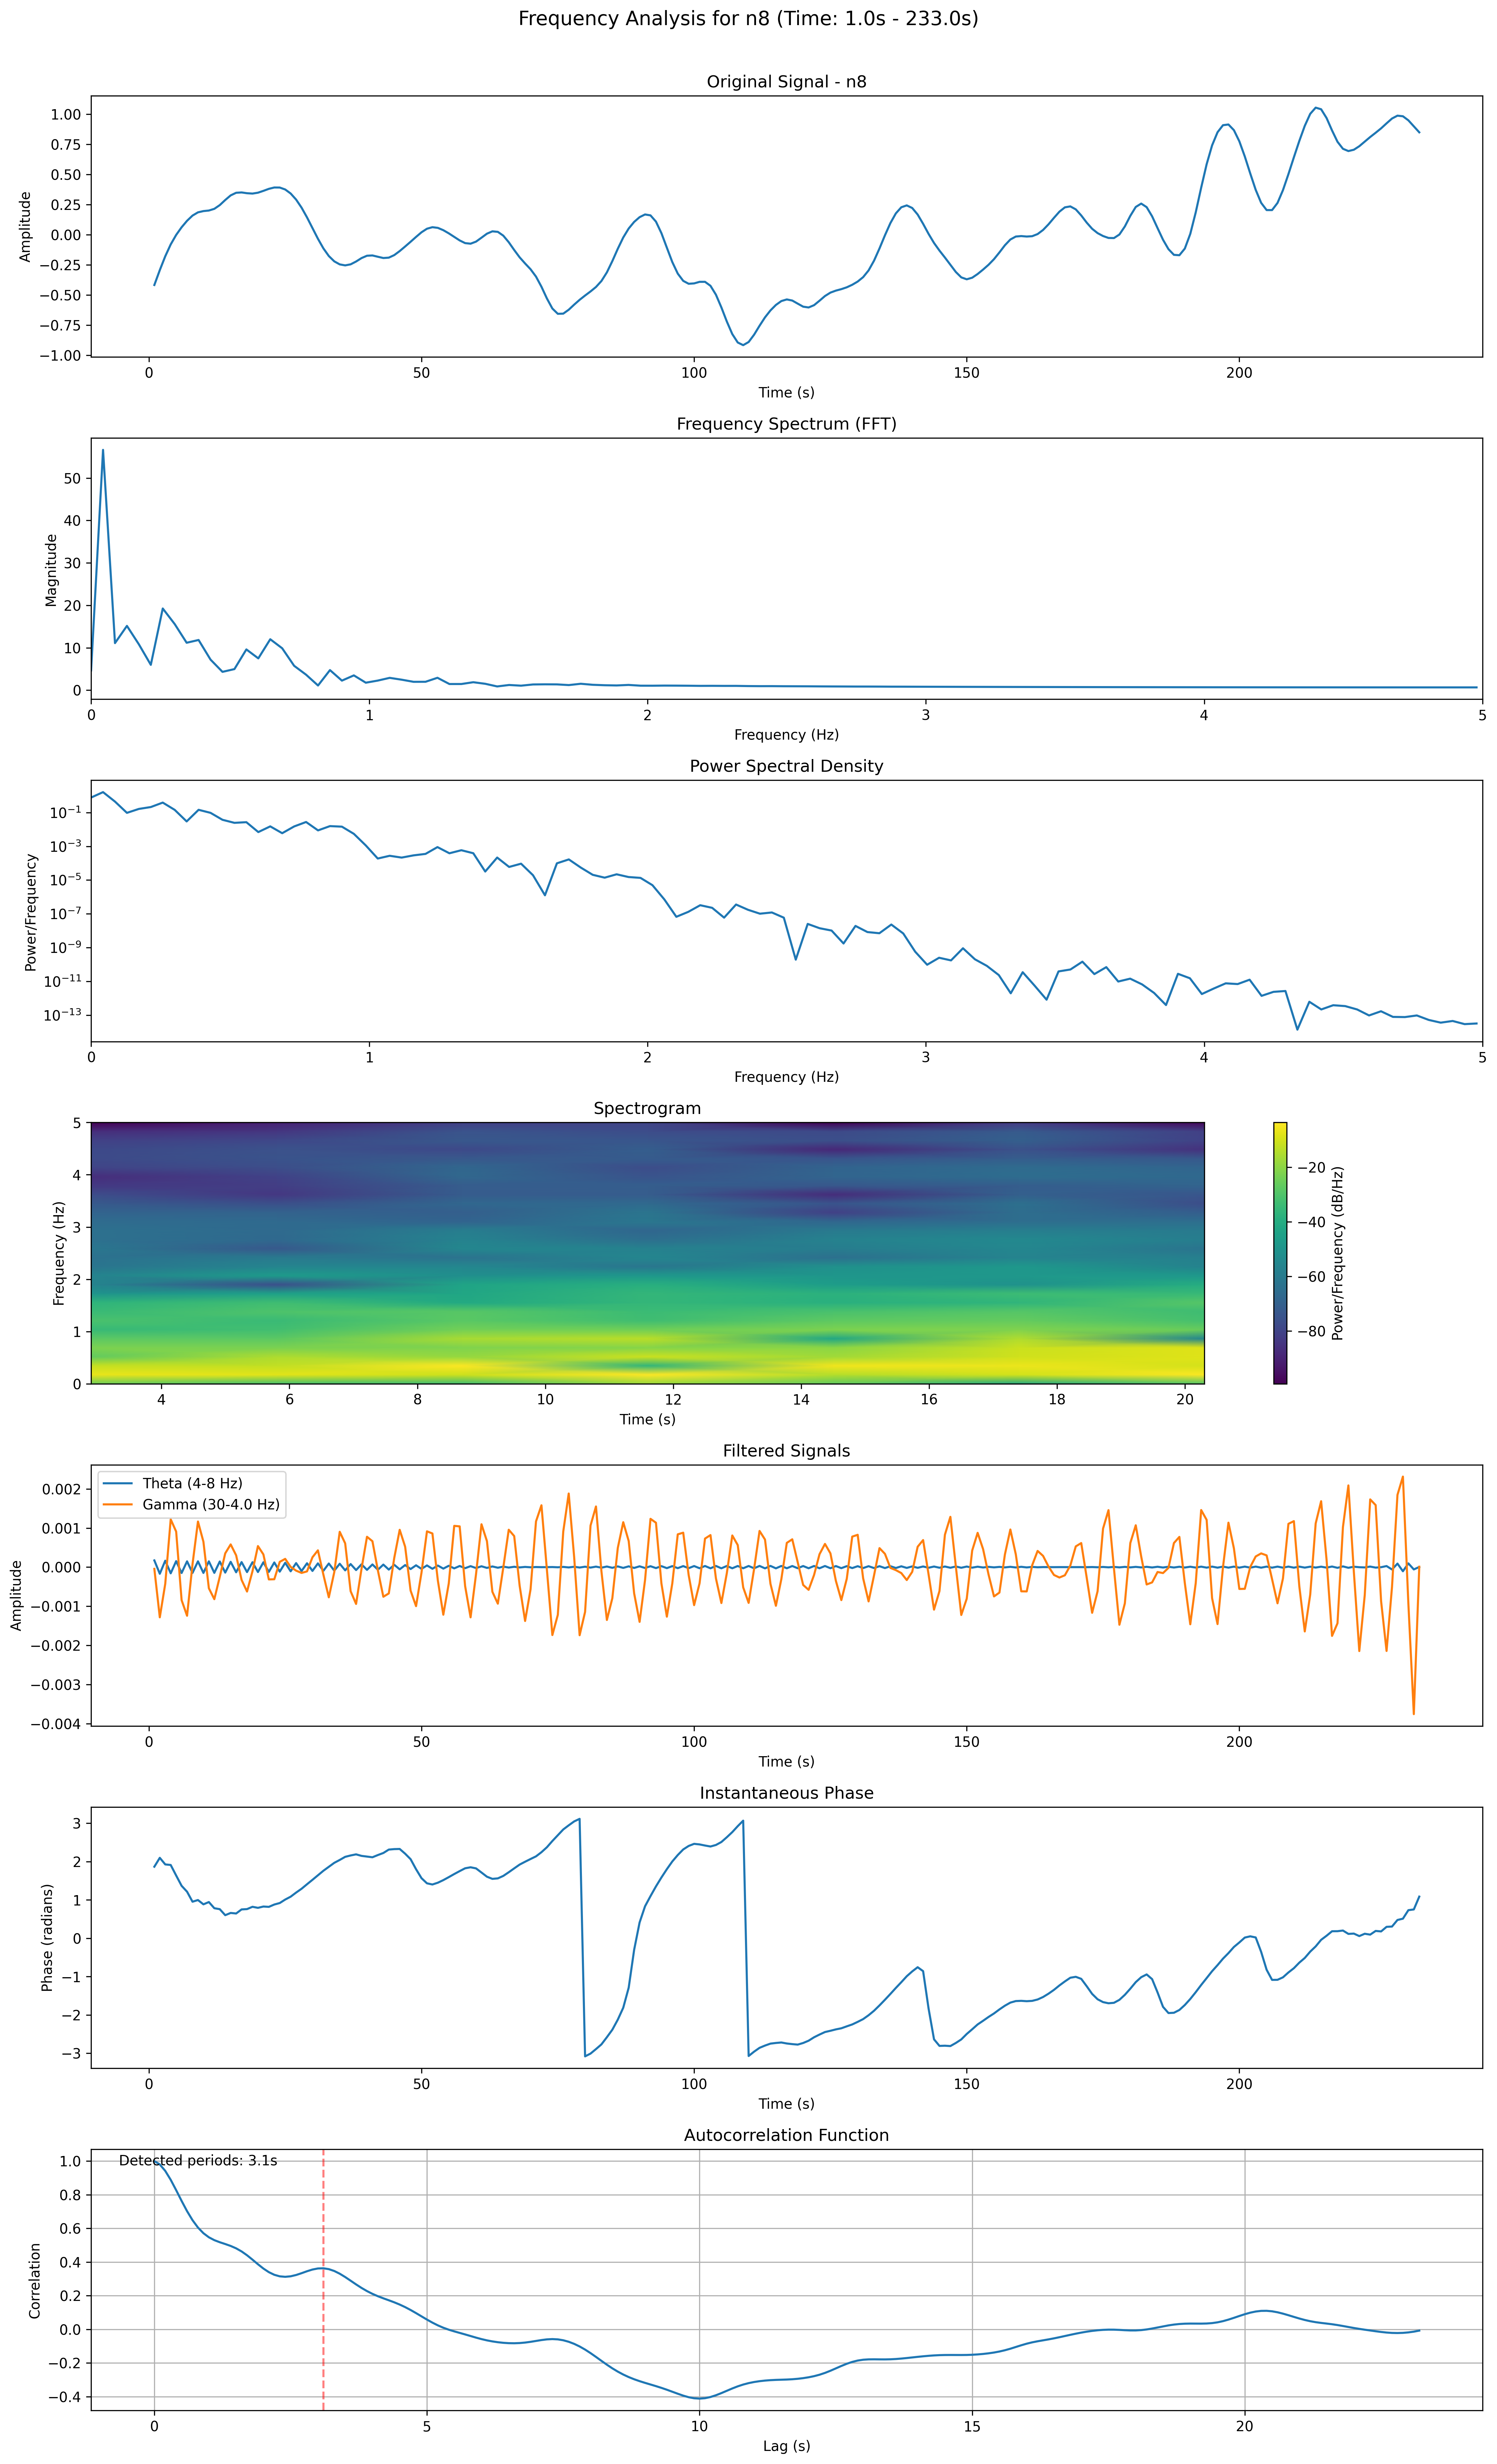 Frequency Analysis for n8 (Time: 1.0s - 233.0s)
Original Signal - n8
Amplitude
1.00
0.75
0.50
0.25
0.00
−0.25
−0.50
−0.75
−1.00
0 50 100 150 200
Time (s)
Frequency Spectrum (FFT)
Magnitude
50
40
30
20
10
0
0 1 2 3 4 5
Frequency (Hz)
Power Spectral Density
Power/Frequency
10⁻¹
10⁻³
10⁻⁵
10⁻⁷
10⁻⁹
10⁻¹¹
10⁻¹³
0 1 2 3 4 5
Frequency (Hz)
Spectrogram
Frequency (Hz)
5
4
3
2
1
0
4 6 8 10 12 14 16 18 20
Time (s)
−20
−40
−60
−80
Power/Frequency (dB/Hz)
Filtered Signals
Theta (4-8 Hz)
Gamma (30-4.0 Hz)
Amplitude
0.002
0.001
0.000
−0.001
−0.002
−0.003
−0.004
0 50 100 150 200
Time (s)
Instantaneous Phase
Phase (radians)
3
2
1
0
−1
−2
−3
0 50 100 150 200
Time (s)
Autocorrelation Function
Detected periods: 3.1s
Correlation
1.0
0.8
0.6
0.4
0.2
0.0
−0.2
−0.4
0 5 10 15 20
Lag (s)